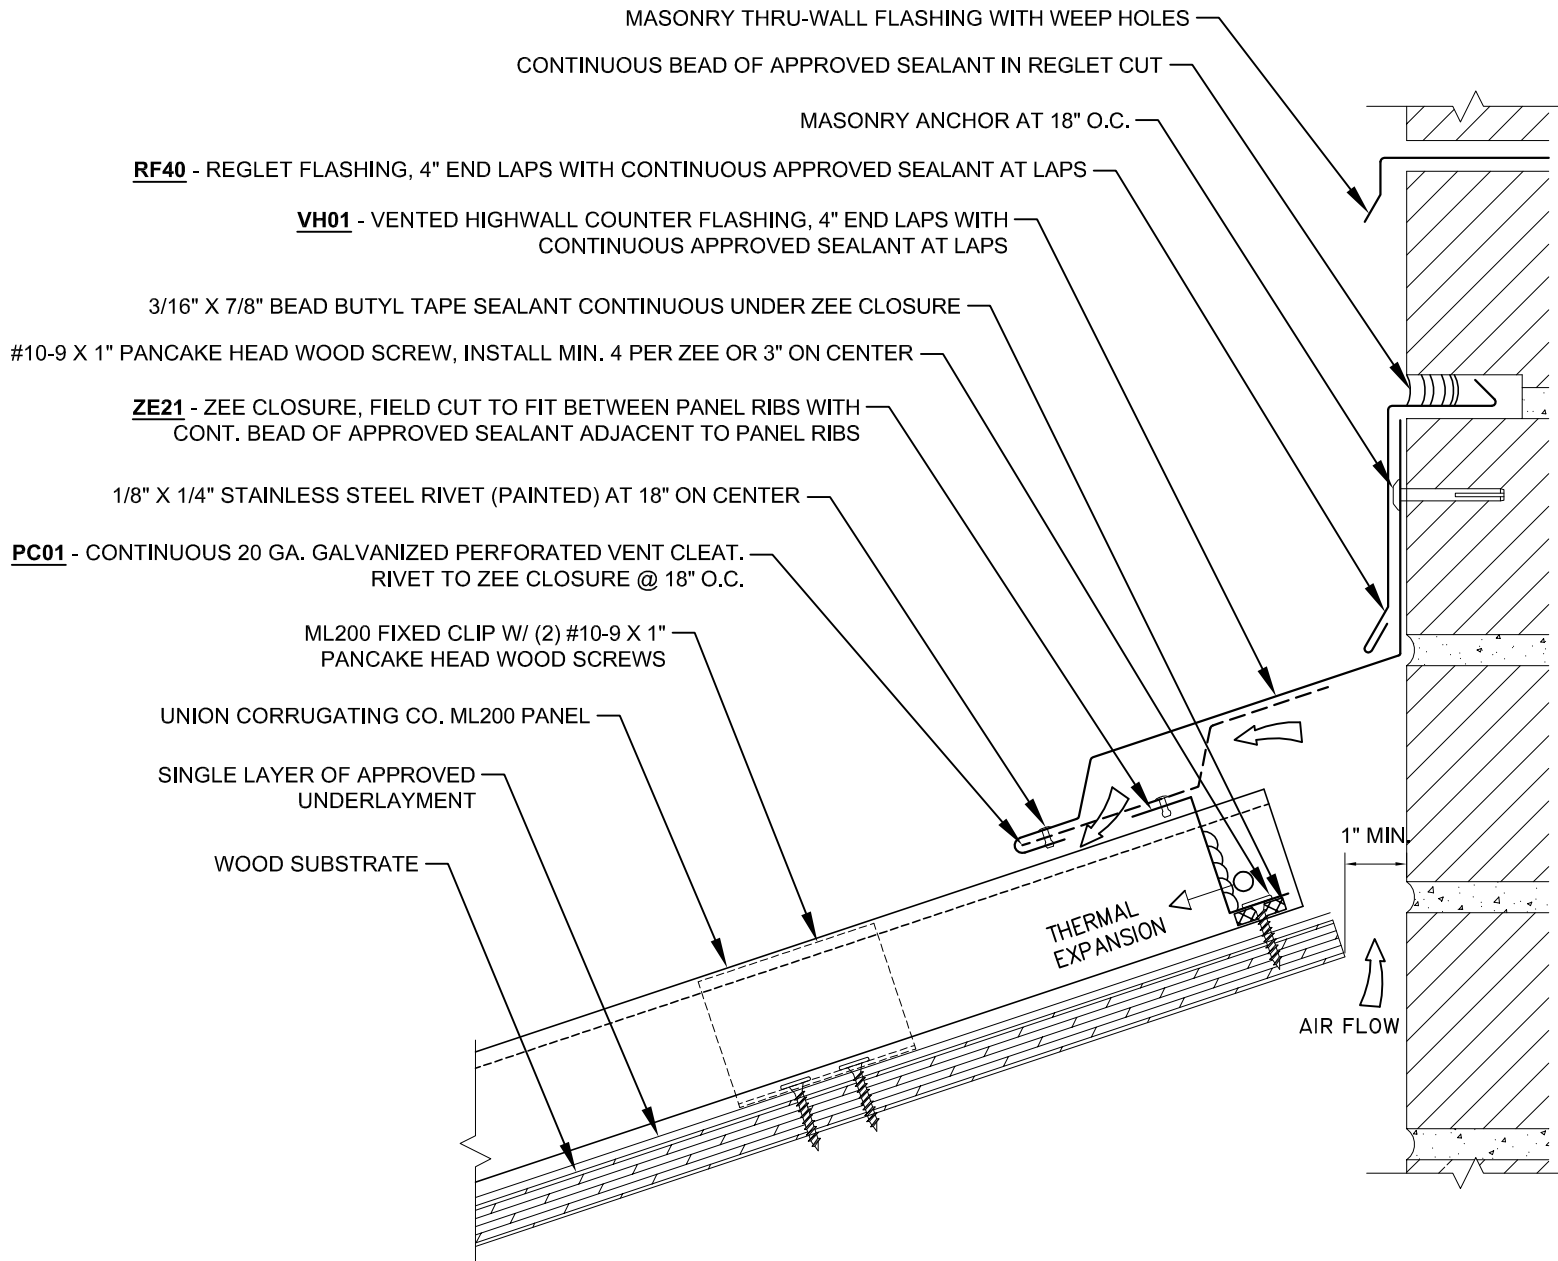 MASONRY THRU-WALL FLASHING WITH WEEP HOLES
CONTINUOUS BEAD OF APPROVED SEALANT IN REGLET CUT
MASONRY ANCHOR AT 18" O.C.
RF40 - REGLET FLASHING, 4" END LAPS WITH CONTINUOUS APPROVED SEALANT AT LAPS
VH01 - VENTED HIGHWALL COUNTER FLASHING, 4" END LAPS WITH
CONTINUOUS APPROVED SEALANT AT LAPS
3/16" X 7/8" BEAD BUTYL TAPE SEALANT CONTINUOUS UNDER ZEE CLOSURE
#10-9 X 1" PANCAKE HEAD WOOD SCREW, INSTALL MIN. 4 PER ZEE OR 3" ON CENTER
ZE21 - ZEE CLOSURE, FIELD CUT TO FIT BETWEEN PANEL RIBS WITH
CONT. BEAD OF APPROVED SEALANT ADJACENT TO PANEL RIBS
1/8" X 1/4" STAINLESS STEEL RIVET (PAINTED) AT 18" ON CENTER
PC01 - CONTINUOUS 20 GA. GALVANIZED PERFORATED VENT CLEAT.
RIVET TO ZEE CLOSURE @ 18" O.C.
ML200 FIXED CLIP W/ (2) #10-9 X 1"
PANCAKE HEAD WOOD SCREWS
UNION CORRUGATING CO. ML200 PANEL
SINGLE LAYER OF APPROVED
UNDERLAYMENT
WOOD SUBSTRATE
1" MIN.
THERMAL
EXPANSION
AIR FLOW